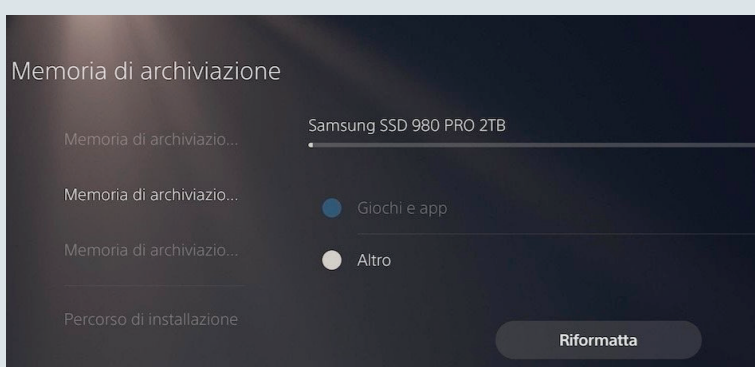 Memoria di archiviazione
Samsung SSD 980 PRO 2TB
Memoria di archiviazio...
Memoria di archiviazio...
Giochi e app
Memoria di archiviazio...
Altro
Percorso di installazione
Riformatta